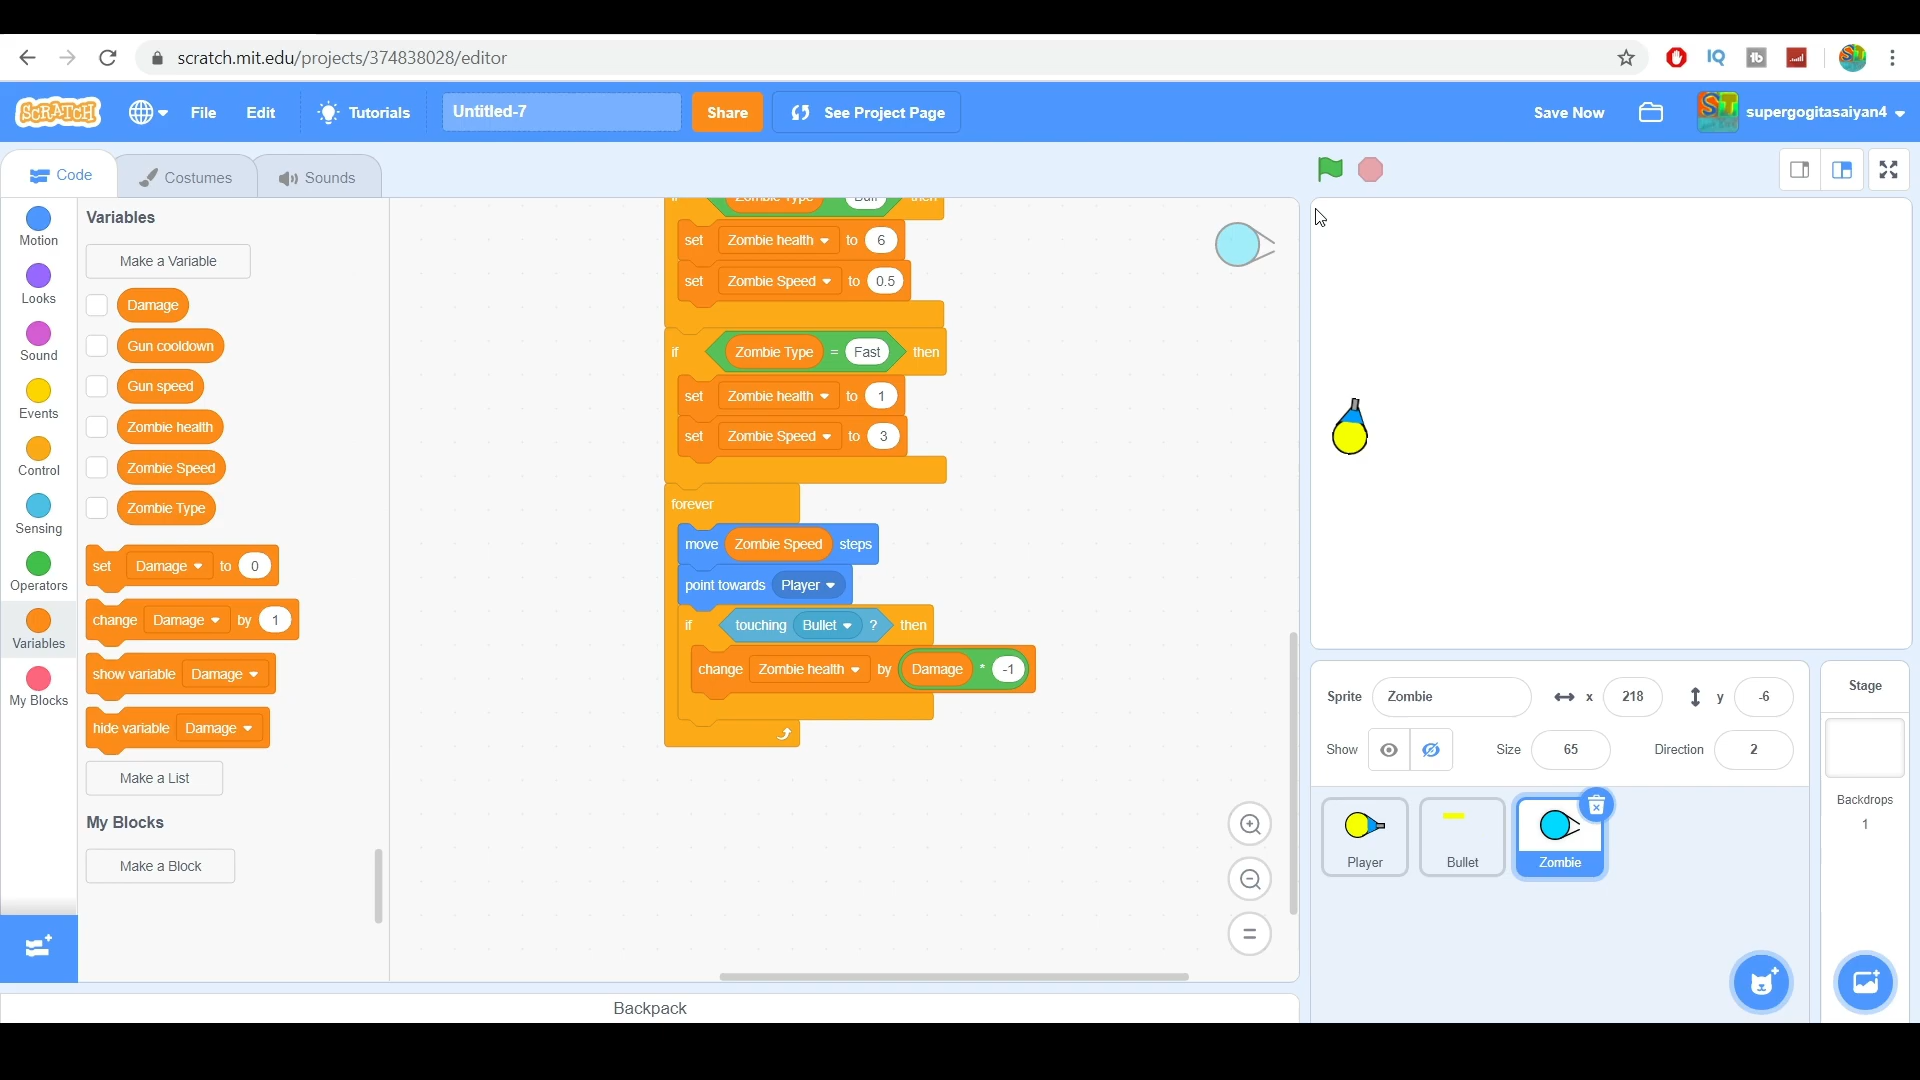 scratch.mit.edu/projects/374838028/editor
SCRATCH File Edit Tutorials Untitled-7 Share See Project Page Save Now supergogitasaiyan4
Code Costumes Sounds
Motion
Looks
Sound
Events
Control
Sensing
Operators
Variables
My Blocks
Variables
Make a Variable
Damage
Gun cooldown
Gun speed
Zombie health
Zombie Speed
Zombie Type
set Damage to 0
change Damage by 1
show variable Damage
hide variable Damage
Make a List
My Blocks
Make a Block
if Zombie Type Buff then
set Zombie health to 6
set Zombie Speed to 0.5
if Zombie Type = Fast then
set Zombie health to 1
set Zombie Speed to 3
forever
move Zombie Speed steps
point towards Player
if touching Bullet ? then
change Zombie health by Damage * -1
Backpack
Sprite Zombie x 218 y -6
Show Size 65 Direction 2
Player
Bullet
Zombie
Stage
Backdrops
1